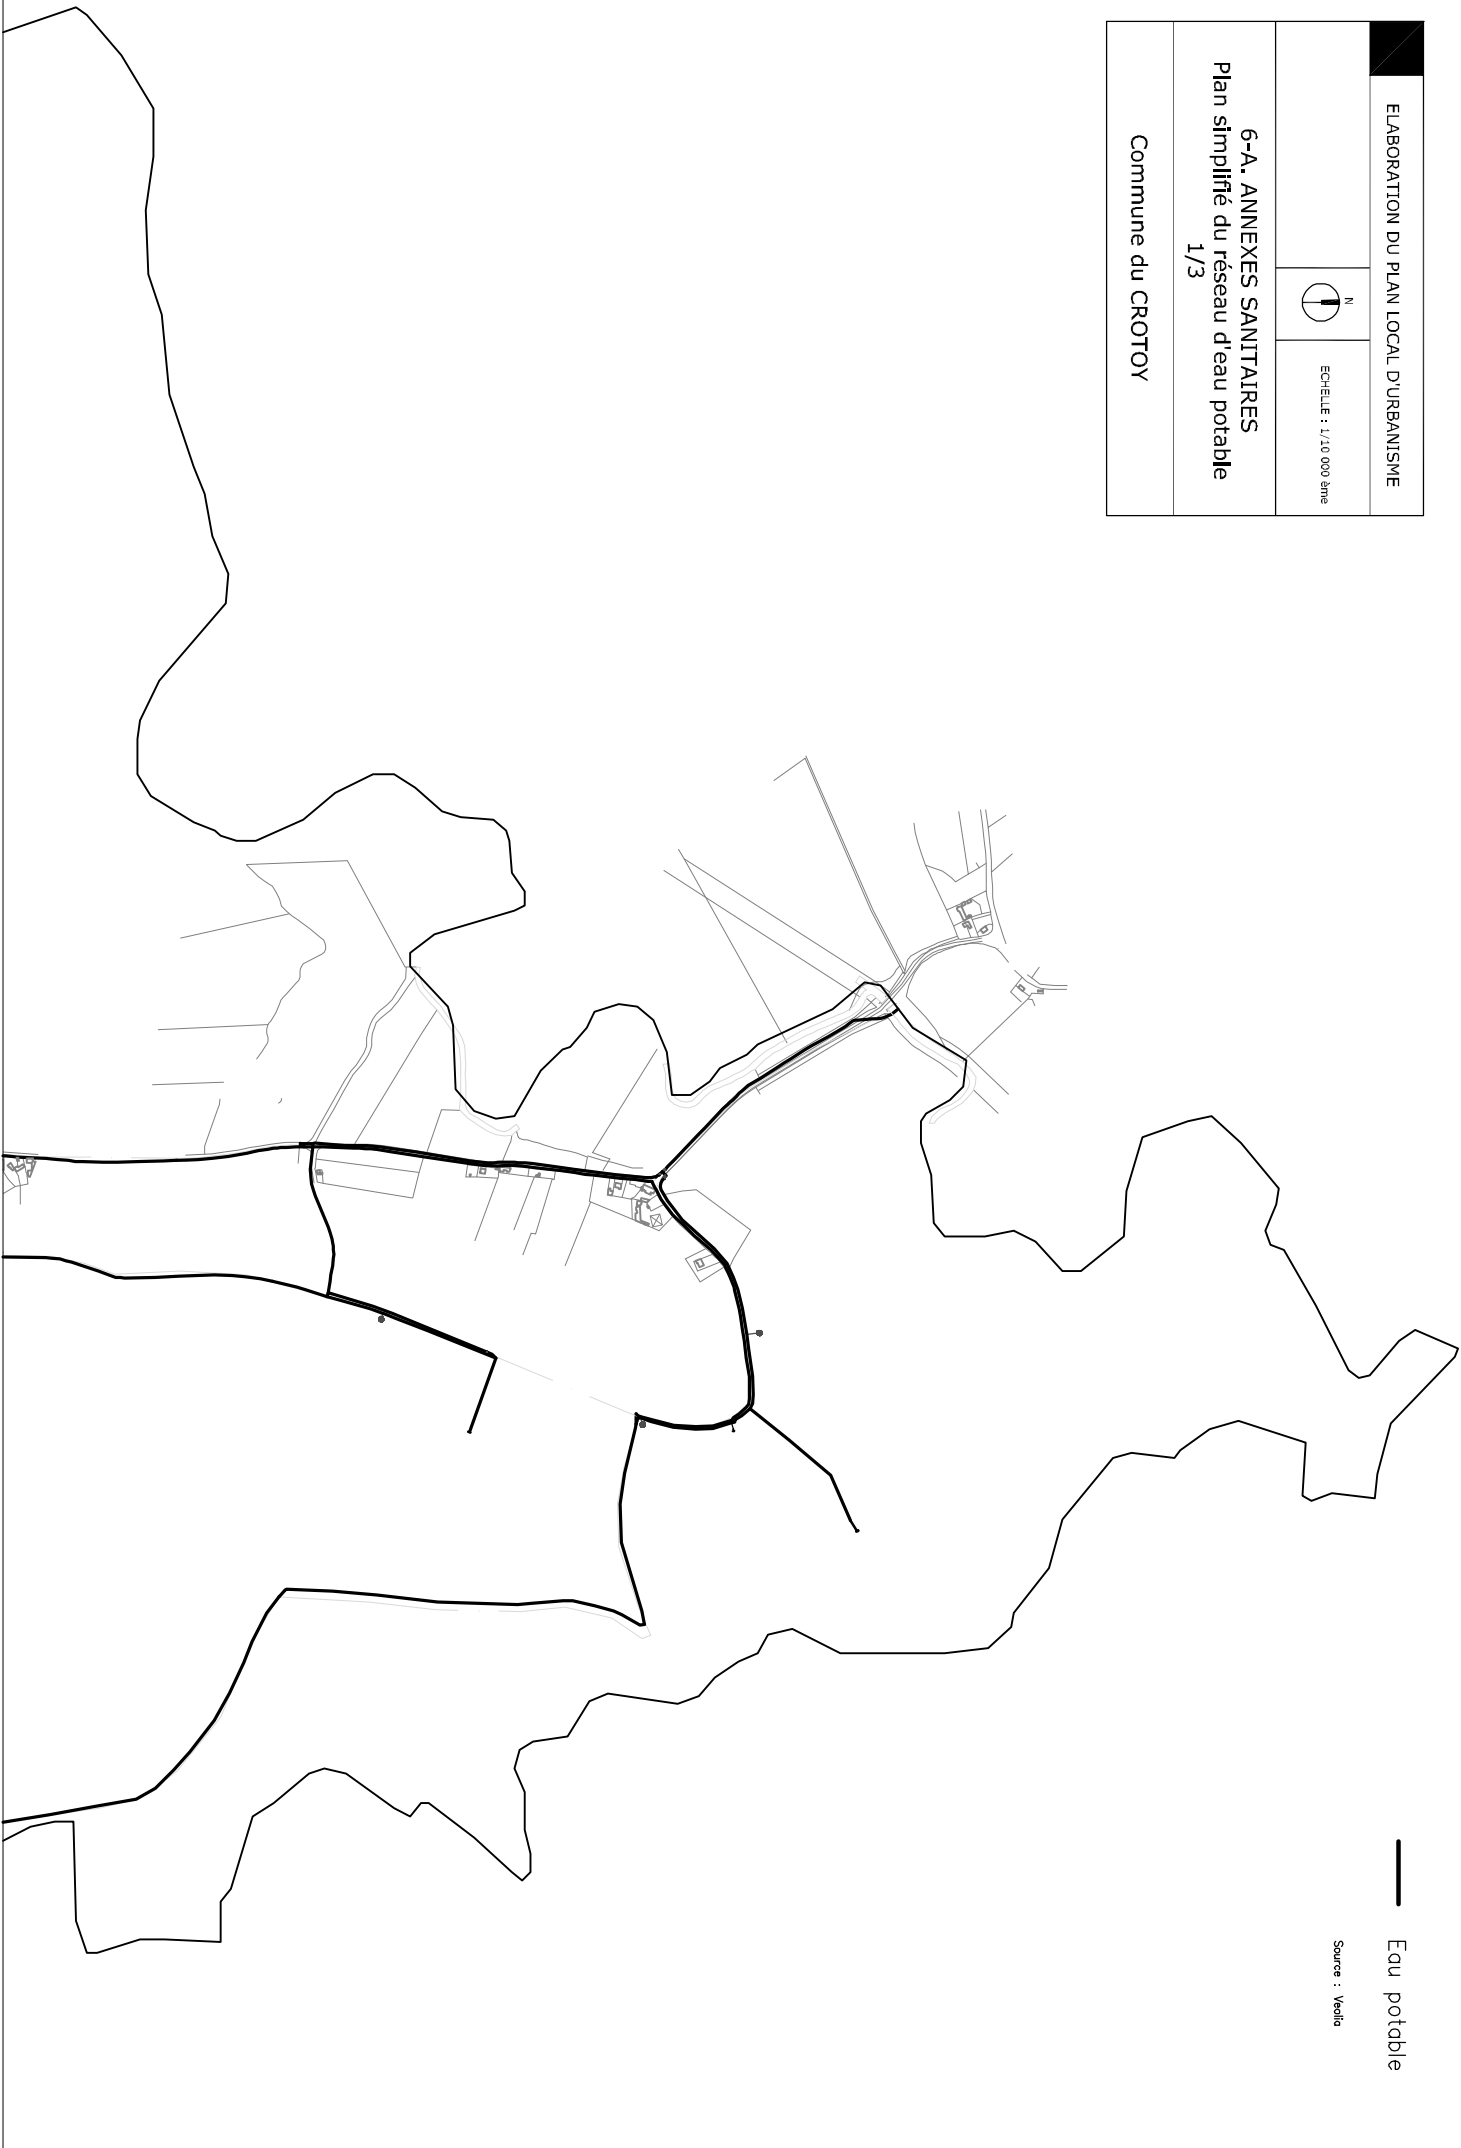 ELABORATION DU PLAN LOCAL D'URBANISME
N
ECHELLE : 1/10 000 ème
6-A. ANNEXES SANITAIRES
Plan simplifié du réseau d'eau potable
1/3
Commune du CROTOY
Eau potable
Source : Veolia